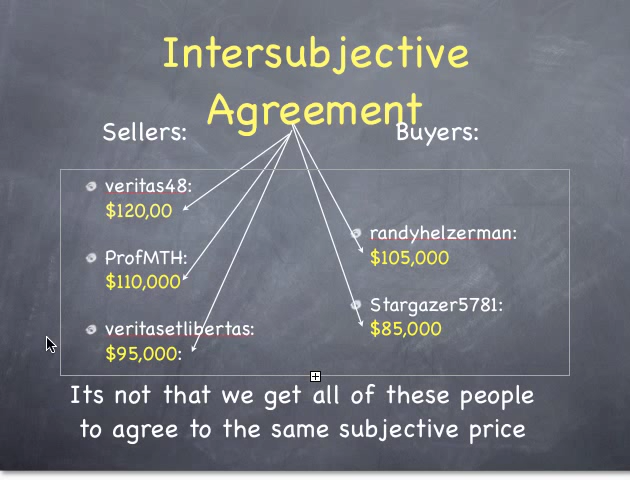 Intersubjective
Agreement
Sellers:
Buyers:
veritas48:
$120,00
ProfMTH:
$110,000
veritasetlibertas:
$95,000:
randyhelzerman:
$105,000
Stargazer5781:
$85,000
Its not that we get all of these people
to agree to the same subjective price